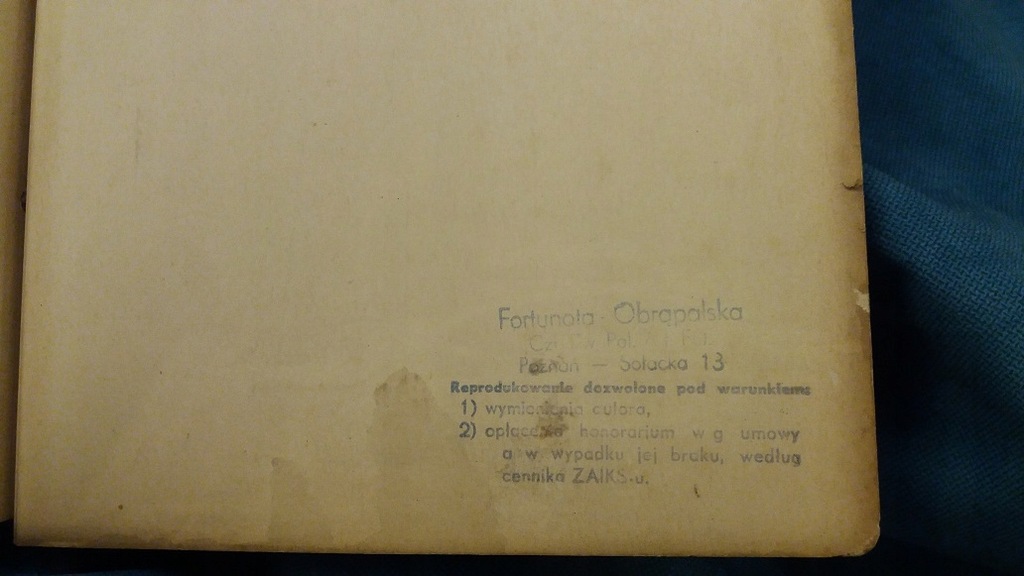 Fortunata Obrąpalska
Poznań — Sołacka 13
Reprodukowanie dozwolone pod warunkiem:
1) wymienienia autora,
2) opłacenia honorarium w g umowy
a w wypadku jej braku, według
cennika ZAIKS-u.